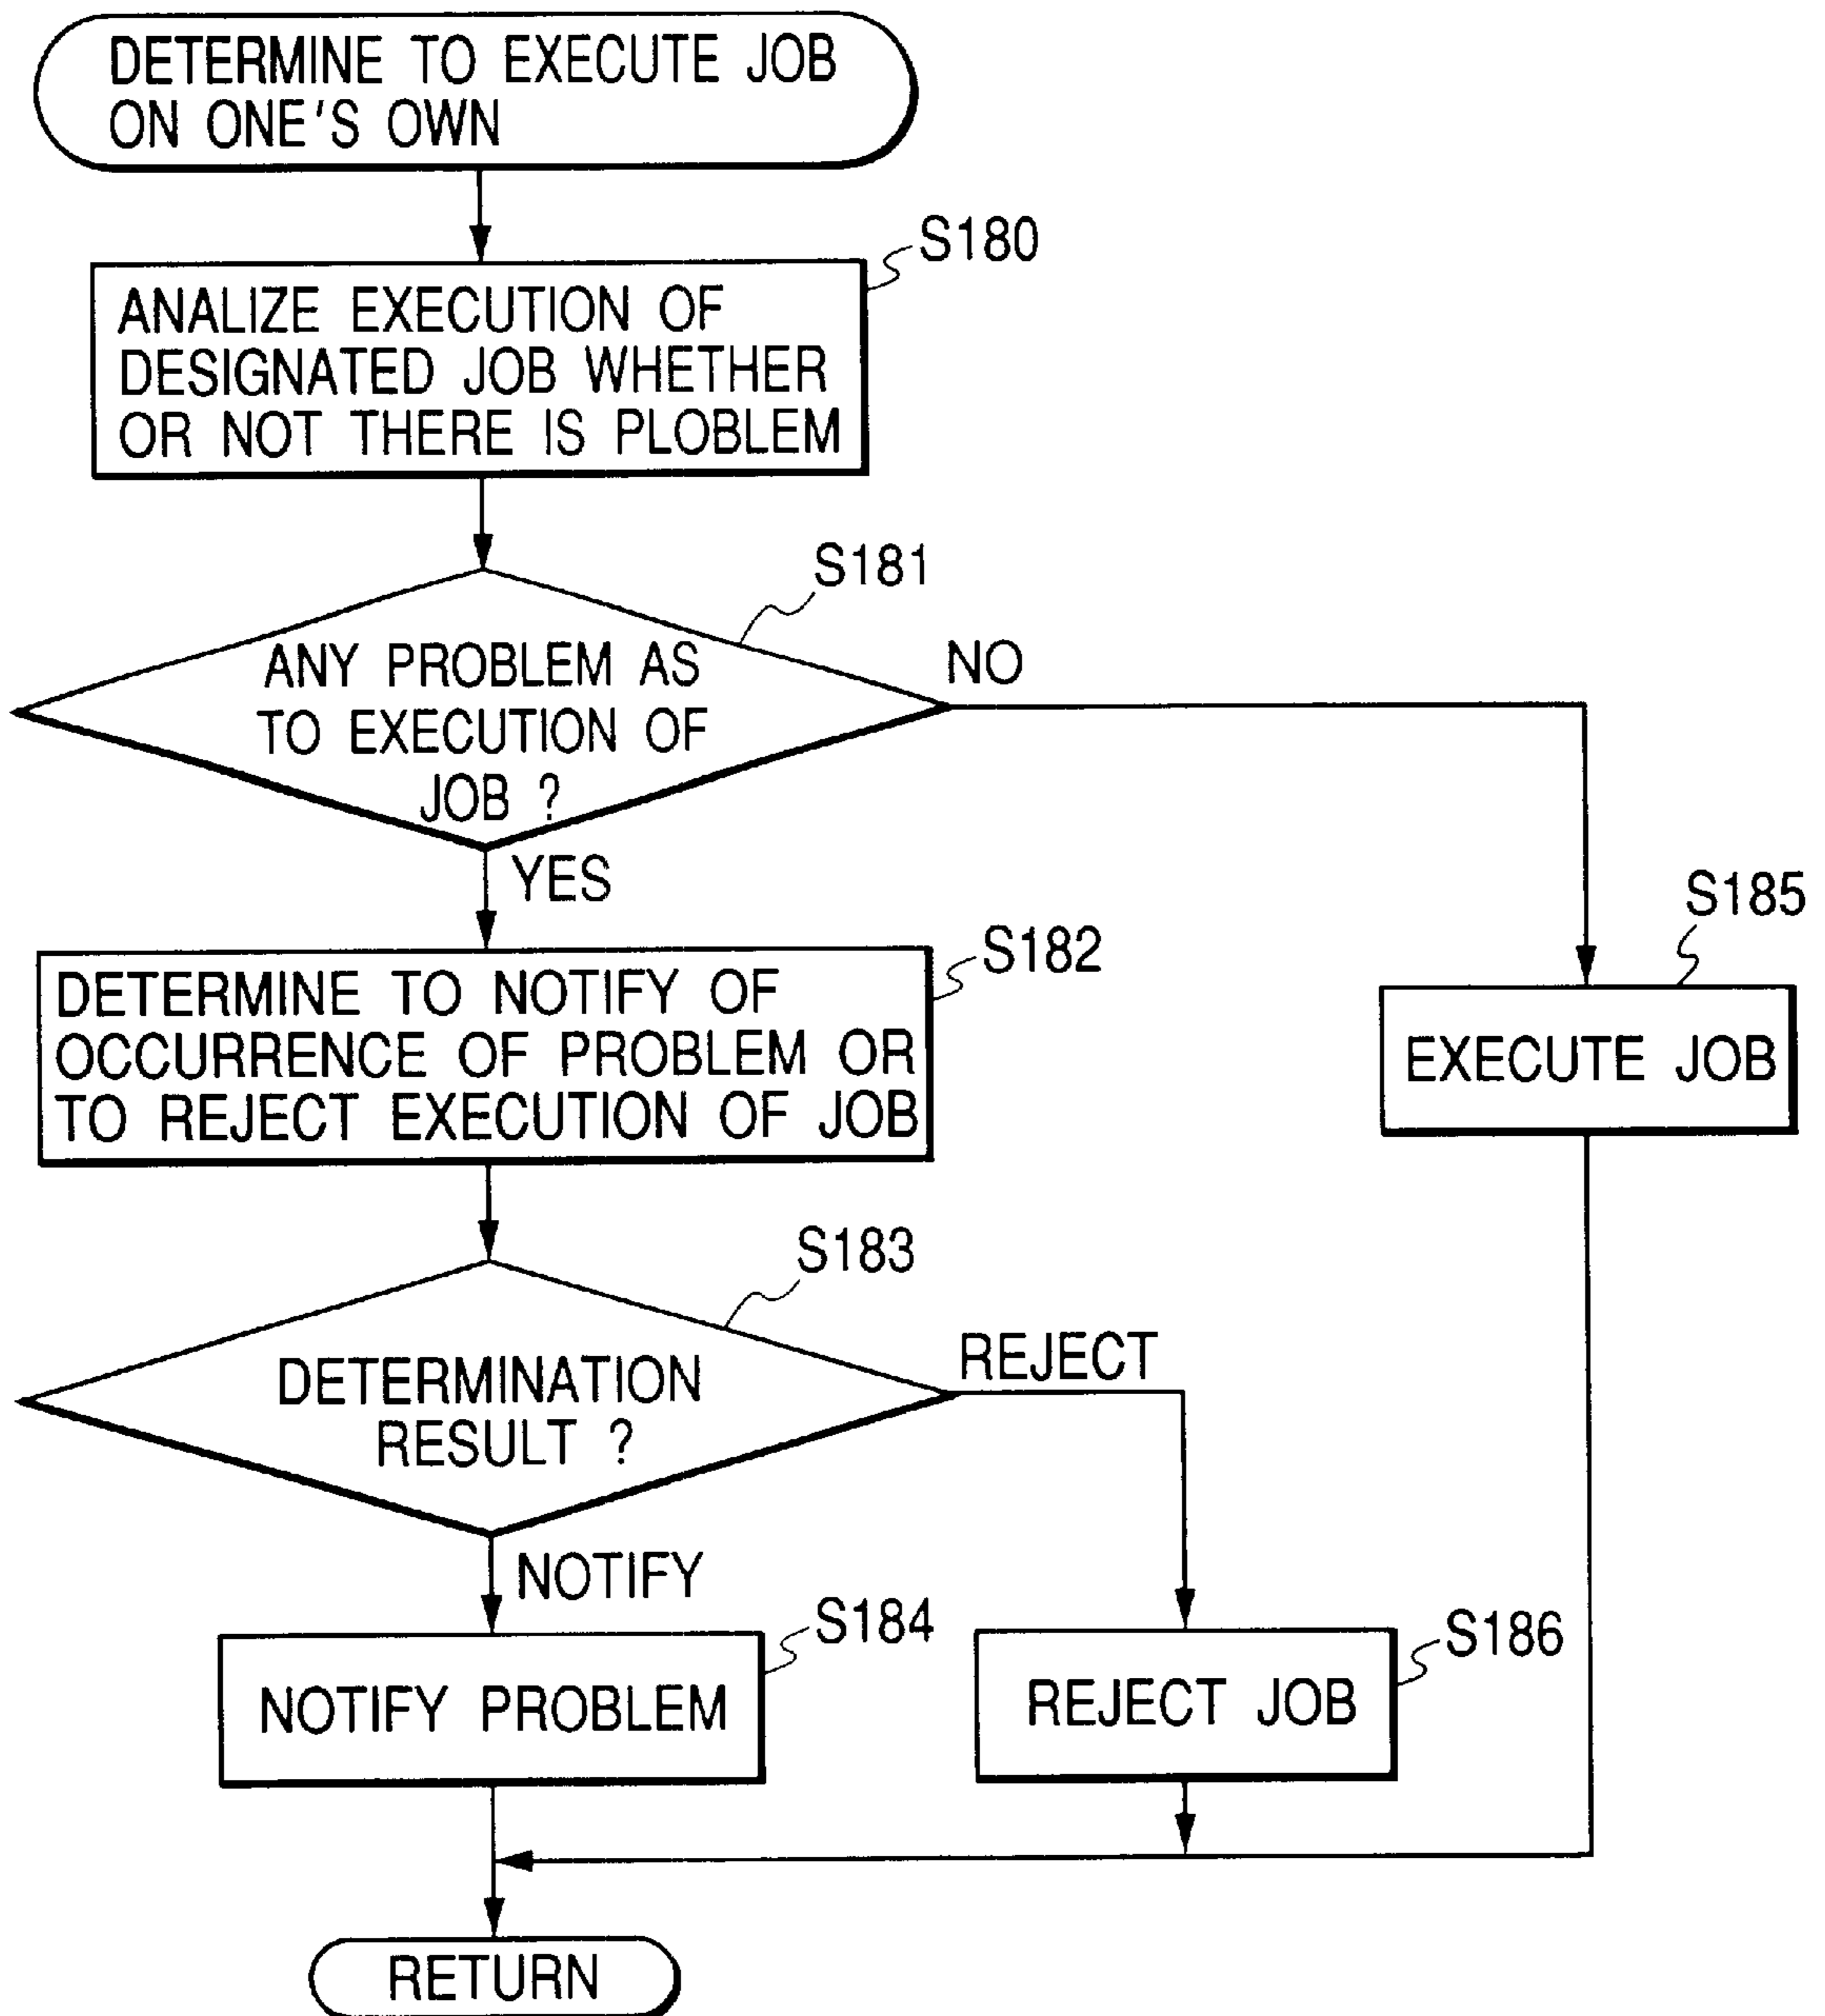 DETERMINE TO EXECUTE JOB
ON ONE'S OWN
S180
ANALIZE EXECUTION OF
DESIGNATED JOB WHETHER
OR NOT THERE IS PLOBLEM
S181
ANY PROBLEM AS
TO EXECUTION OF
JOB ?
NO
YES
S182
DETERMINE TO NOTIFY OF
OCCURRENCE OF PROBLEM OR
TO REJECT EXECUTION OF JOB
S185
EXECUTE JOB
S183
DETERMINATION
RESULT ?
REJECT
NOTIFY
S184
NOTIFY PROBLEM
S186
REJECT JOB
RETURN